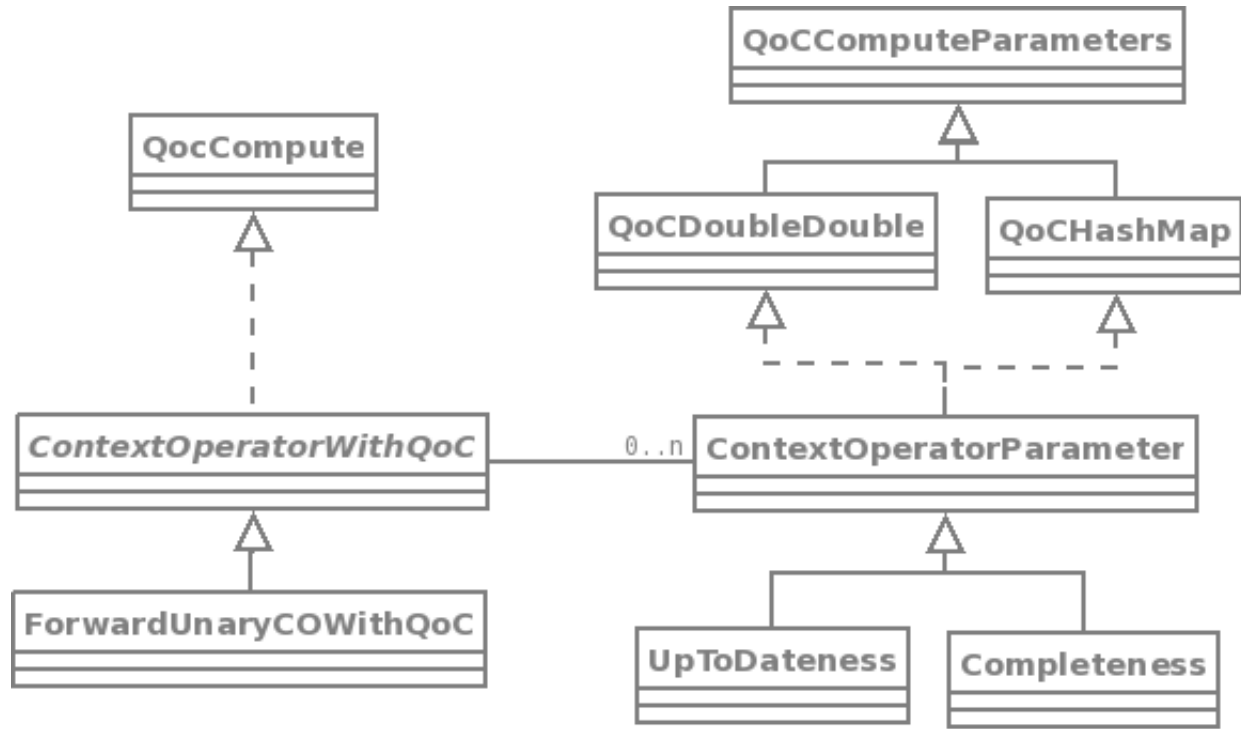 QoCComputeParameters
QocCompute
QoCDoubleDouble
QoCHashMap
ContextOperatorWithQoC
0..n
ContextOperatorParameter
ForwardUnaryCOWithQoC
UpToDateness
Completeness